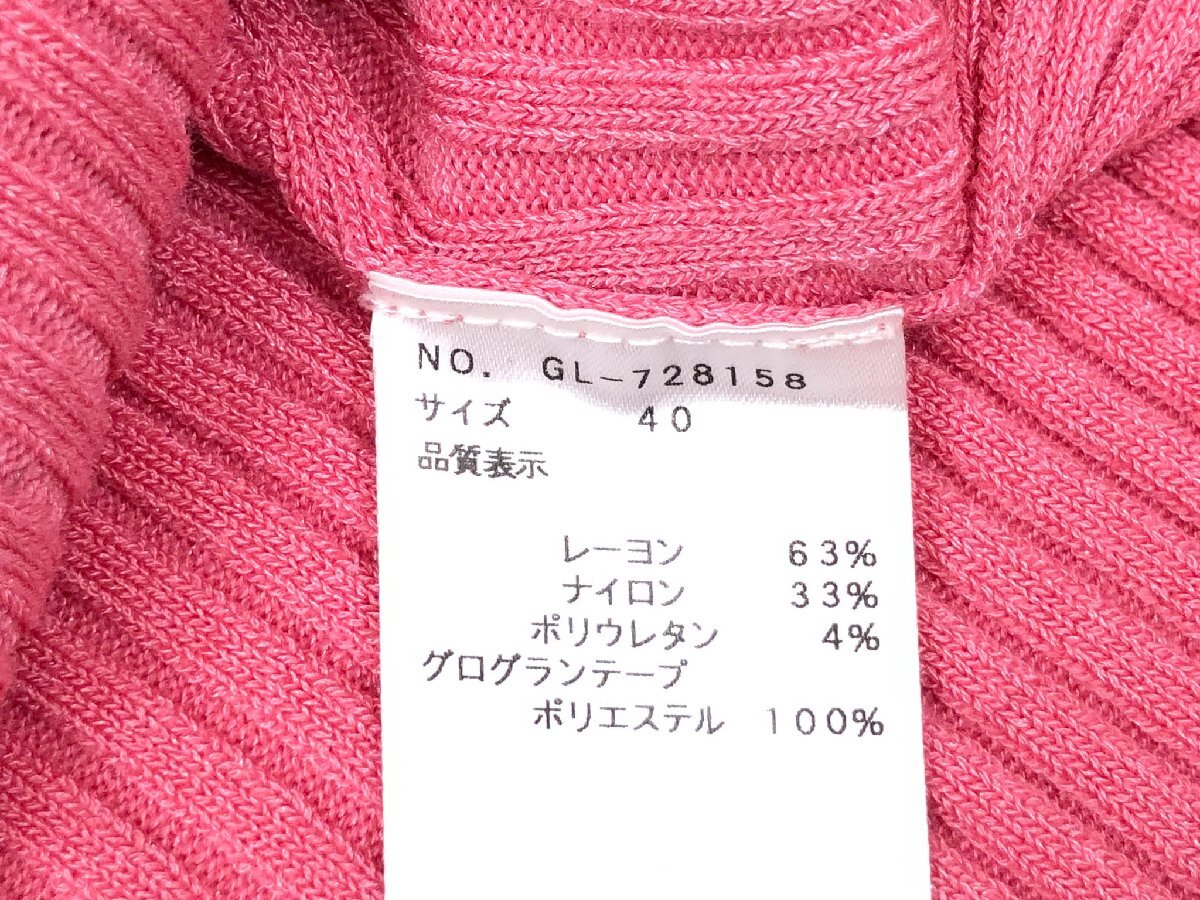 NO. GL-728158
サイズ 40
品質表示
レーヨン 63%
ナイロン 33%
ポリウレタン 4%
グログランテープ
ポリエステル 100%